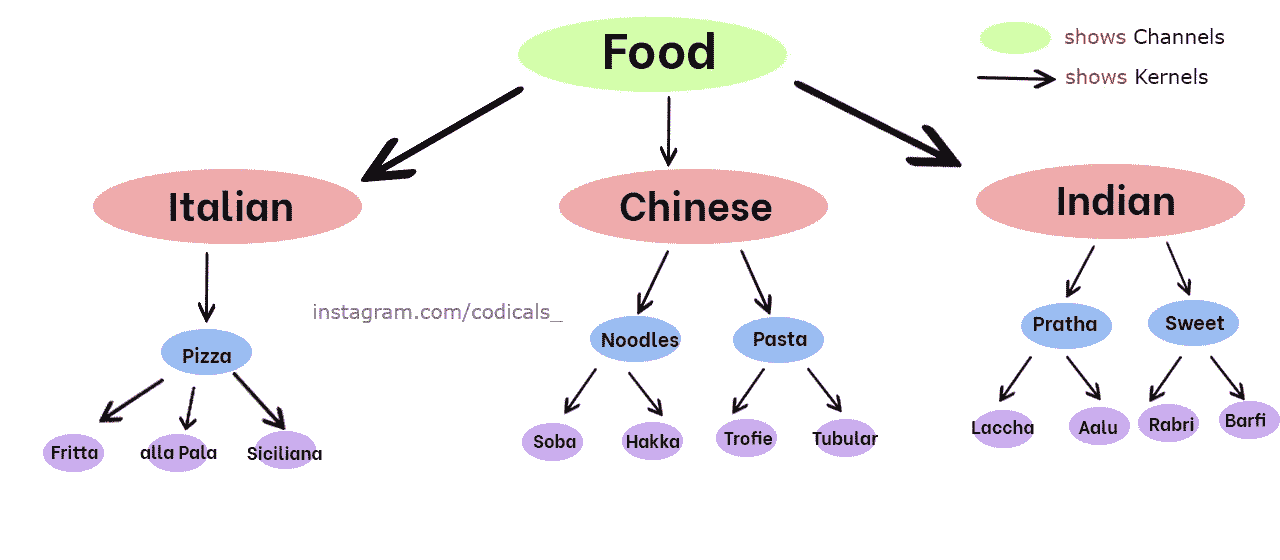 Food
shows Channels
shows Kernels
Italian
Chinese
Indian
instagram.com/codicals_
Pizza
Noodles
Pasta
Pratha
Sweet
Fritta
alla Pala
Siciliana
Soba
Hakka
Trofie
Tubular
Laccha
Aalu
Rabri
Barfi